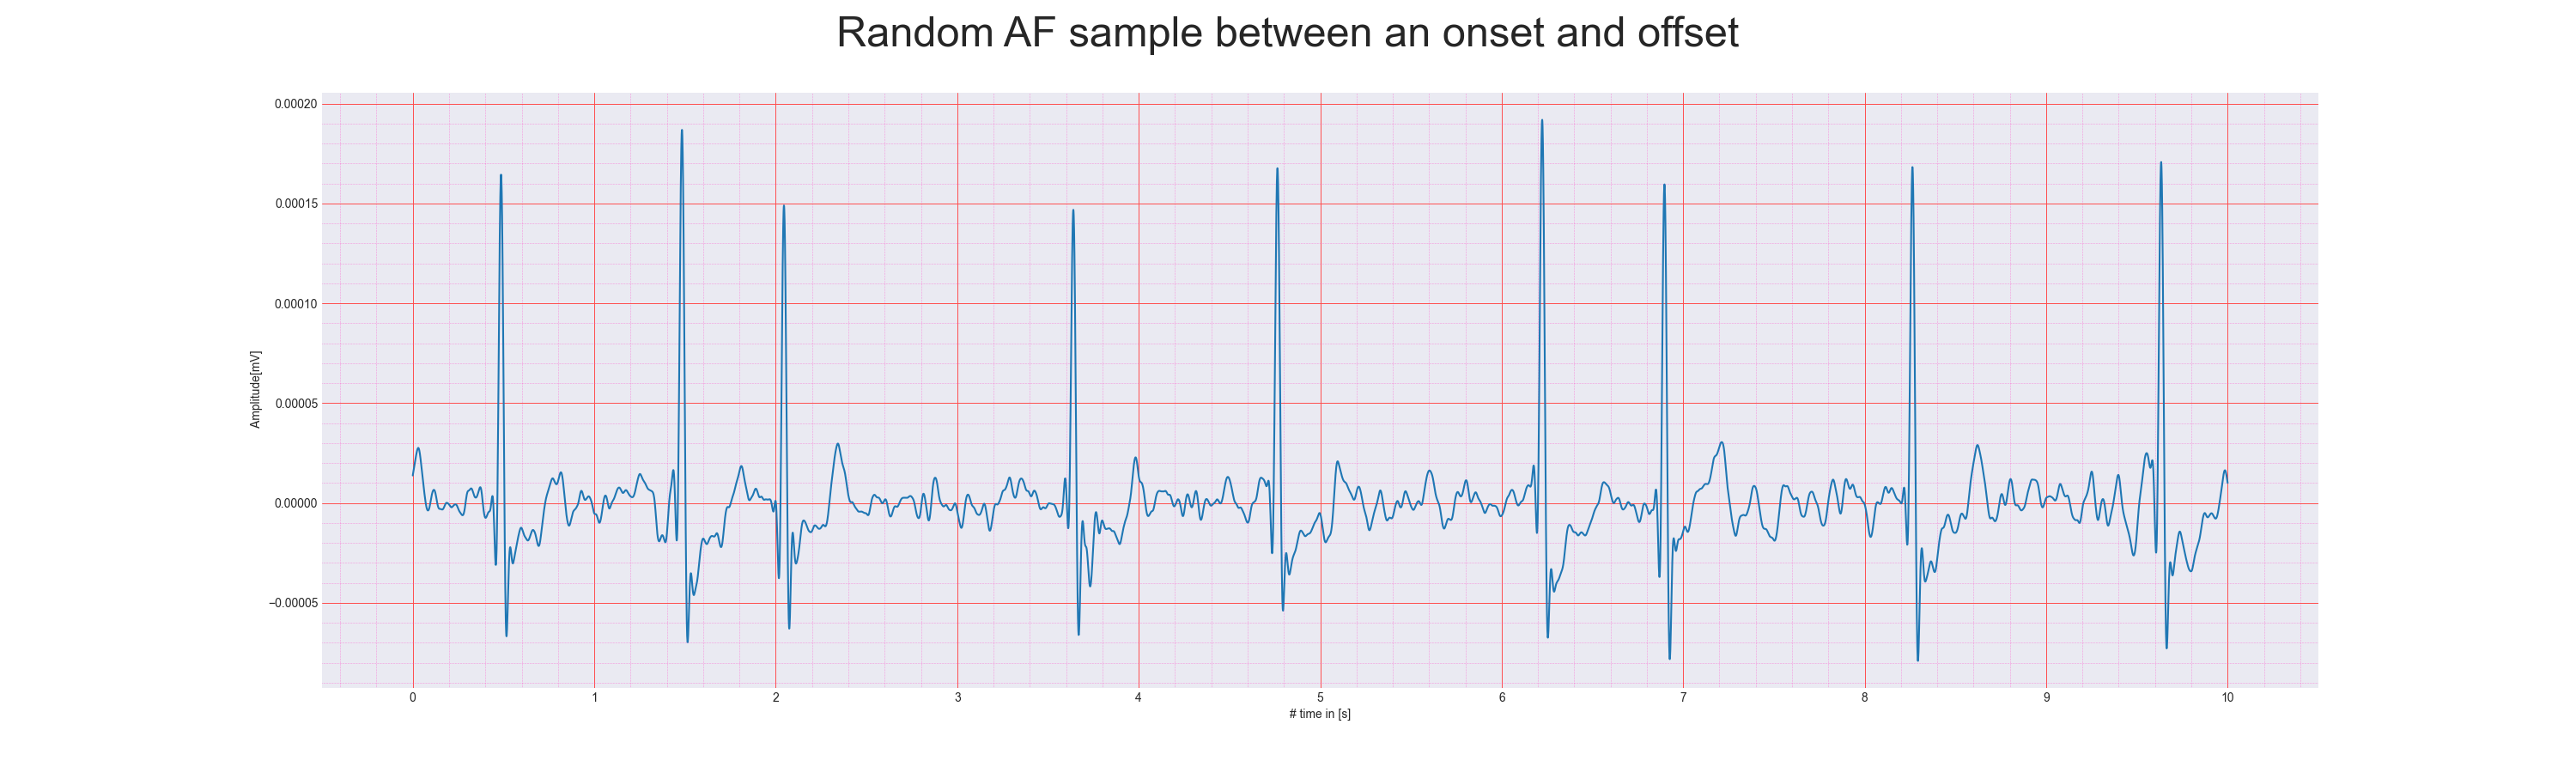 Random AF sample between an onset and offset
0.00020
0.00015
0.00010
0.00005
0.00000
−0.00005
Amplitude[mV]
0 1 2 3 4 5 6 7 8 9 10
# time in [s]